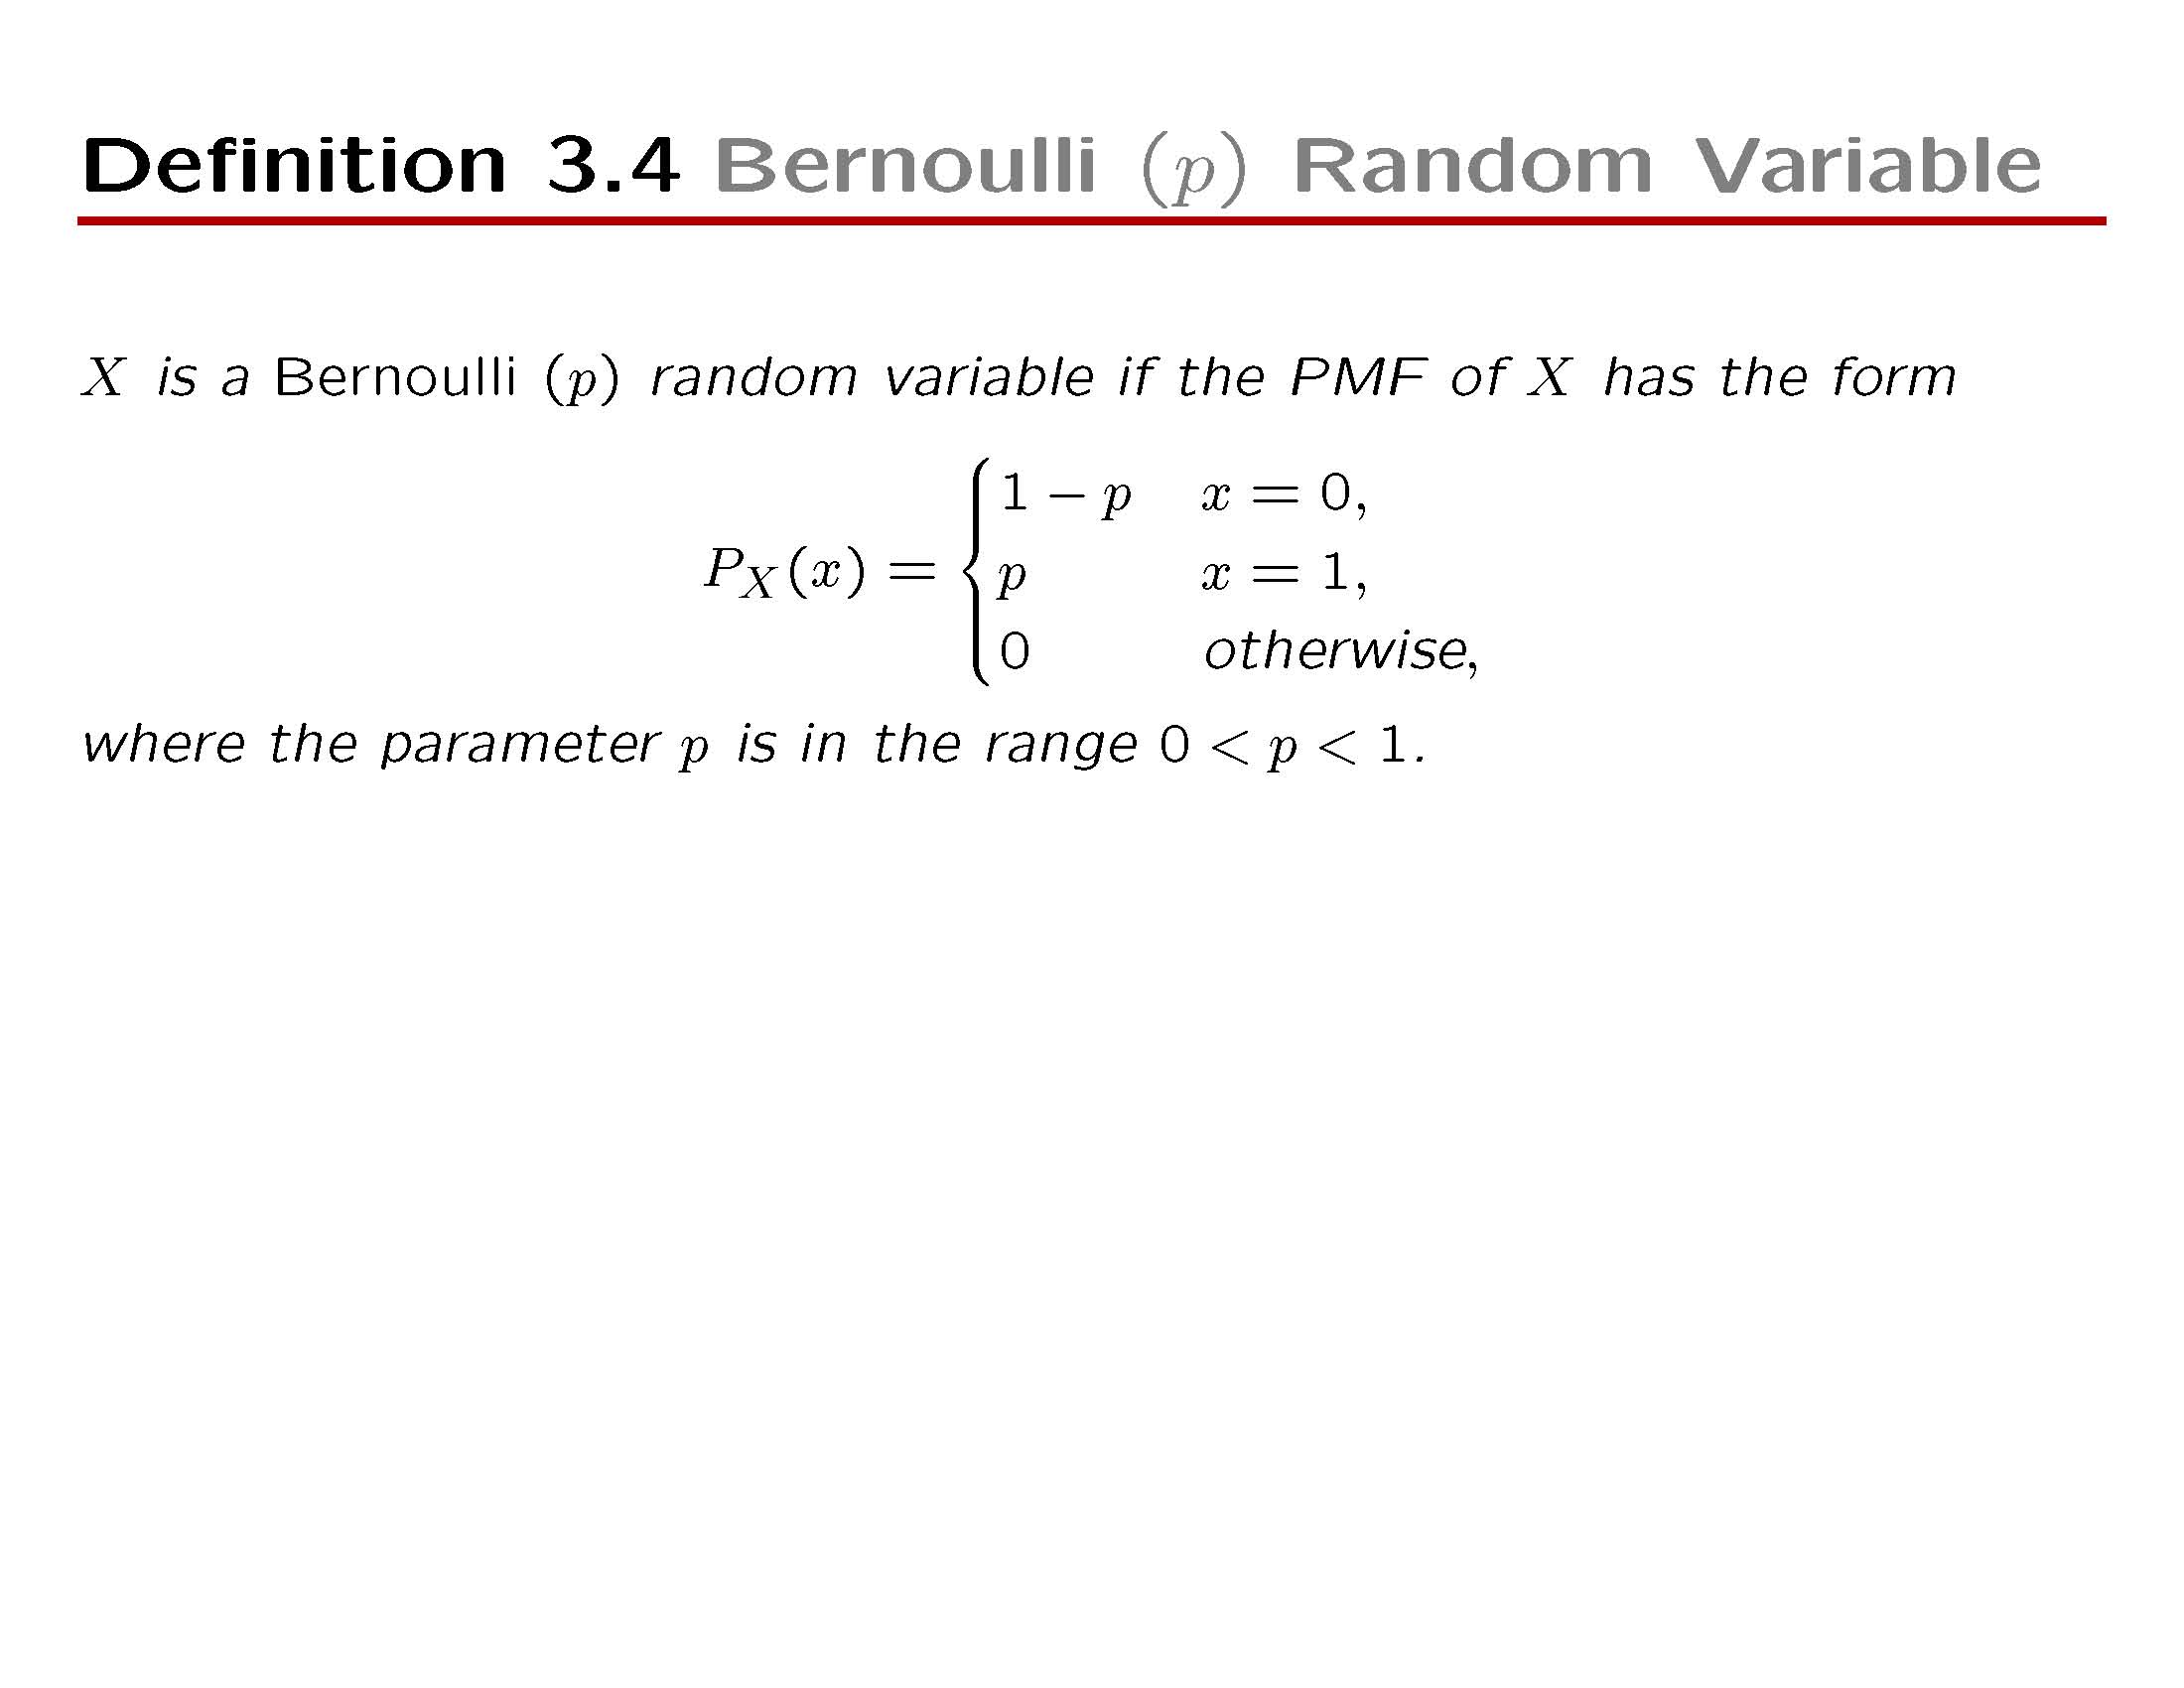 Definition 3.4 Bernoulli (p) Random Variable
X is a Bernoulli (p) random variable if the PMF of X has the form
1 − p x = 0,
P_X(x) = { p x = 1,
0 otherwise,
where the parameter p is in the range 0 < p < 1.